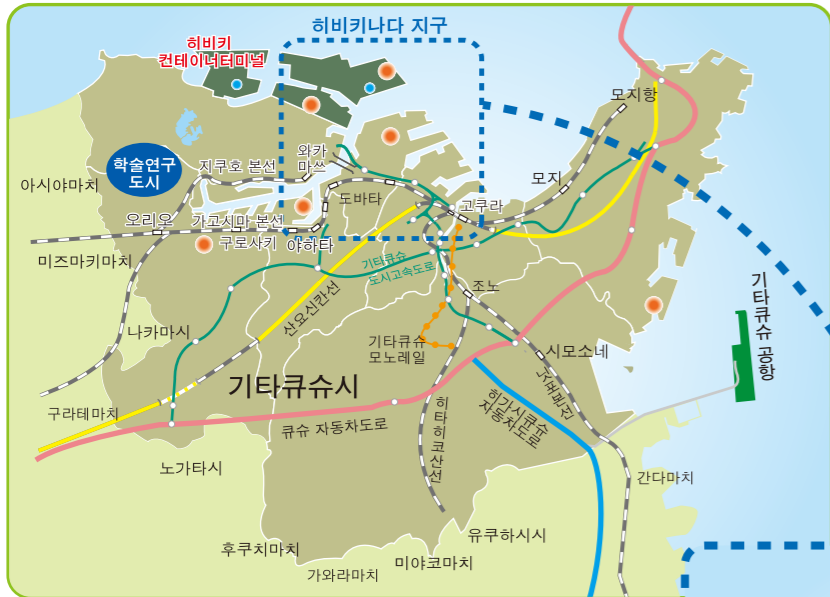 히비키나다 지구
히비키
컨테이너터미널
모지항
와카
마쓰
학술연구
도시
지쿠호 본선
아시야마치
모지
도바타
고쿠라
오리오
가고시마 본선
구로사키
야하타
미즈마키마치
기타큐슈
도시고속도로
조노
기타큐슈 공항
산요신칸선
나카마시
기타큐슈
모노레일
시모소네
닛포본선
기타큐슈시
구라테마치
히가시큐슈
자동차도로
큐슈 자동차도로
히타히코산선
노가타시
간다마치
유쿠하시시
후쿠치마치
미야코마치
가와라마치